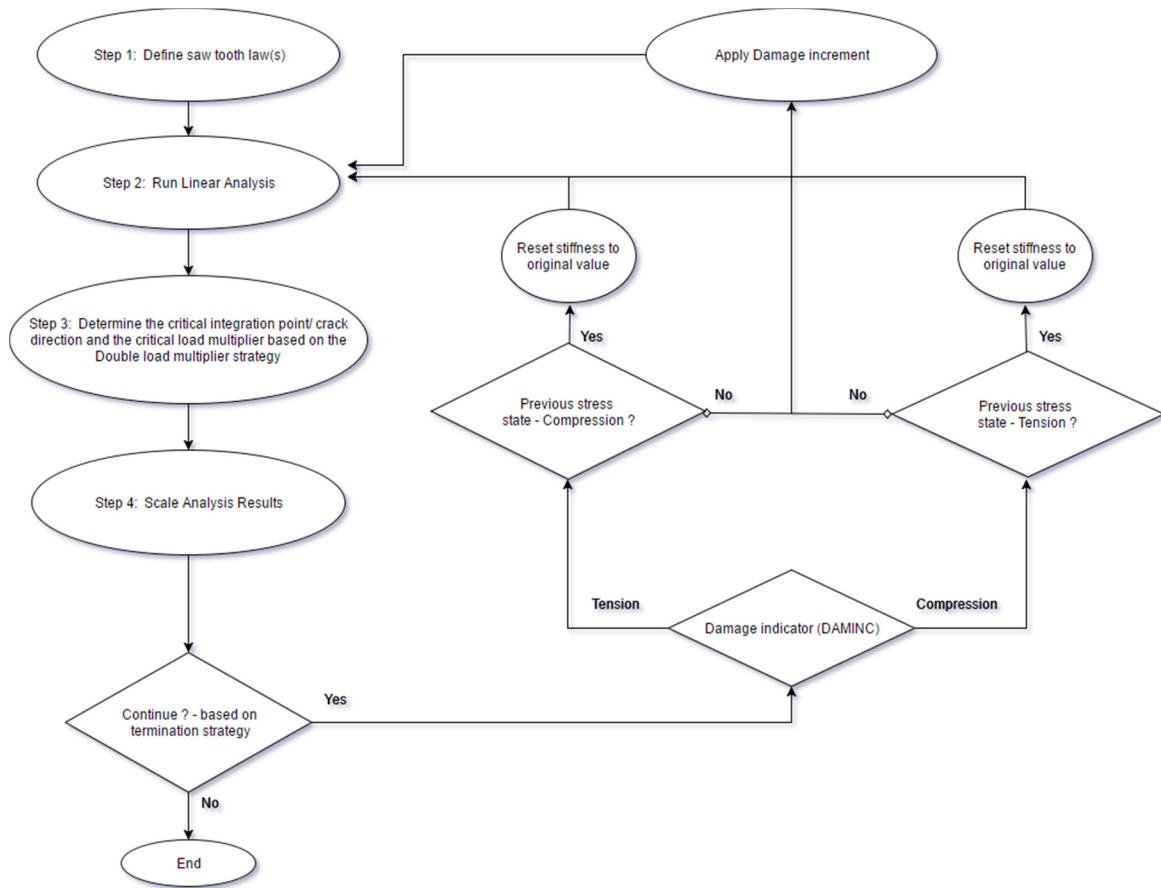 Step 1:  Define saw tooth law(s)
Apply Damage increment
Step 2:  Run Linear Analysis
Reset stiffness to
original value
Reset stiffness to
original value
Step 3:  Determine the critical integration point/ crack
direction and the critical load multiplier based on the
Double load multiplier strategy
Yes
Yes
Previous stress
state - Compression ?
No
No
Previous stress
state - Tension ?
Step 4:  Scale Analysis Results
Tension
Damage indicator (DAMINC)
Compression
Continue ? - based on
termination strategy
Yes
No
End